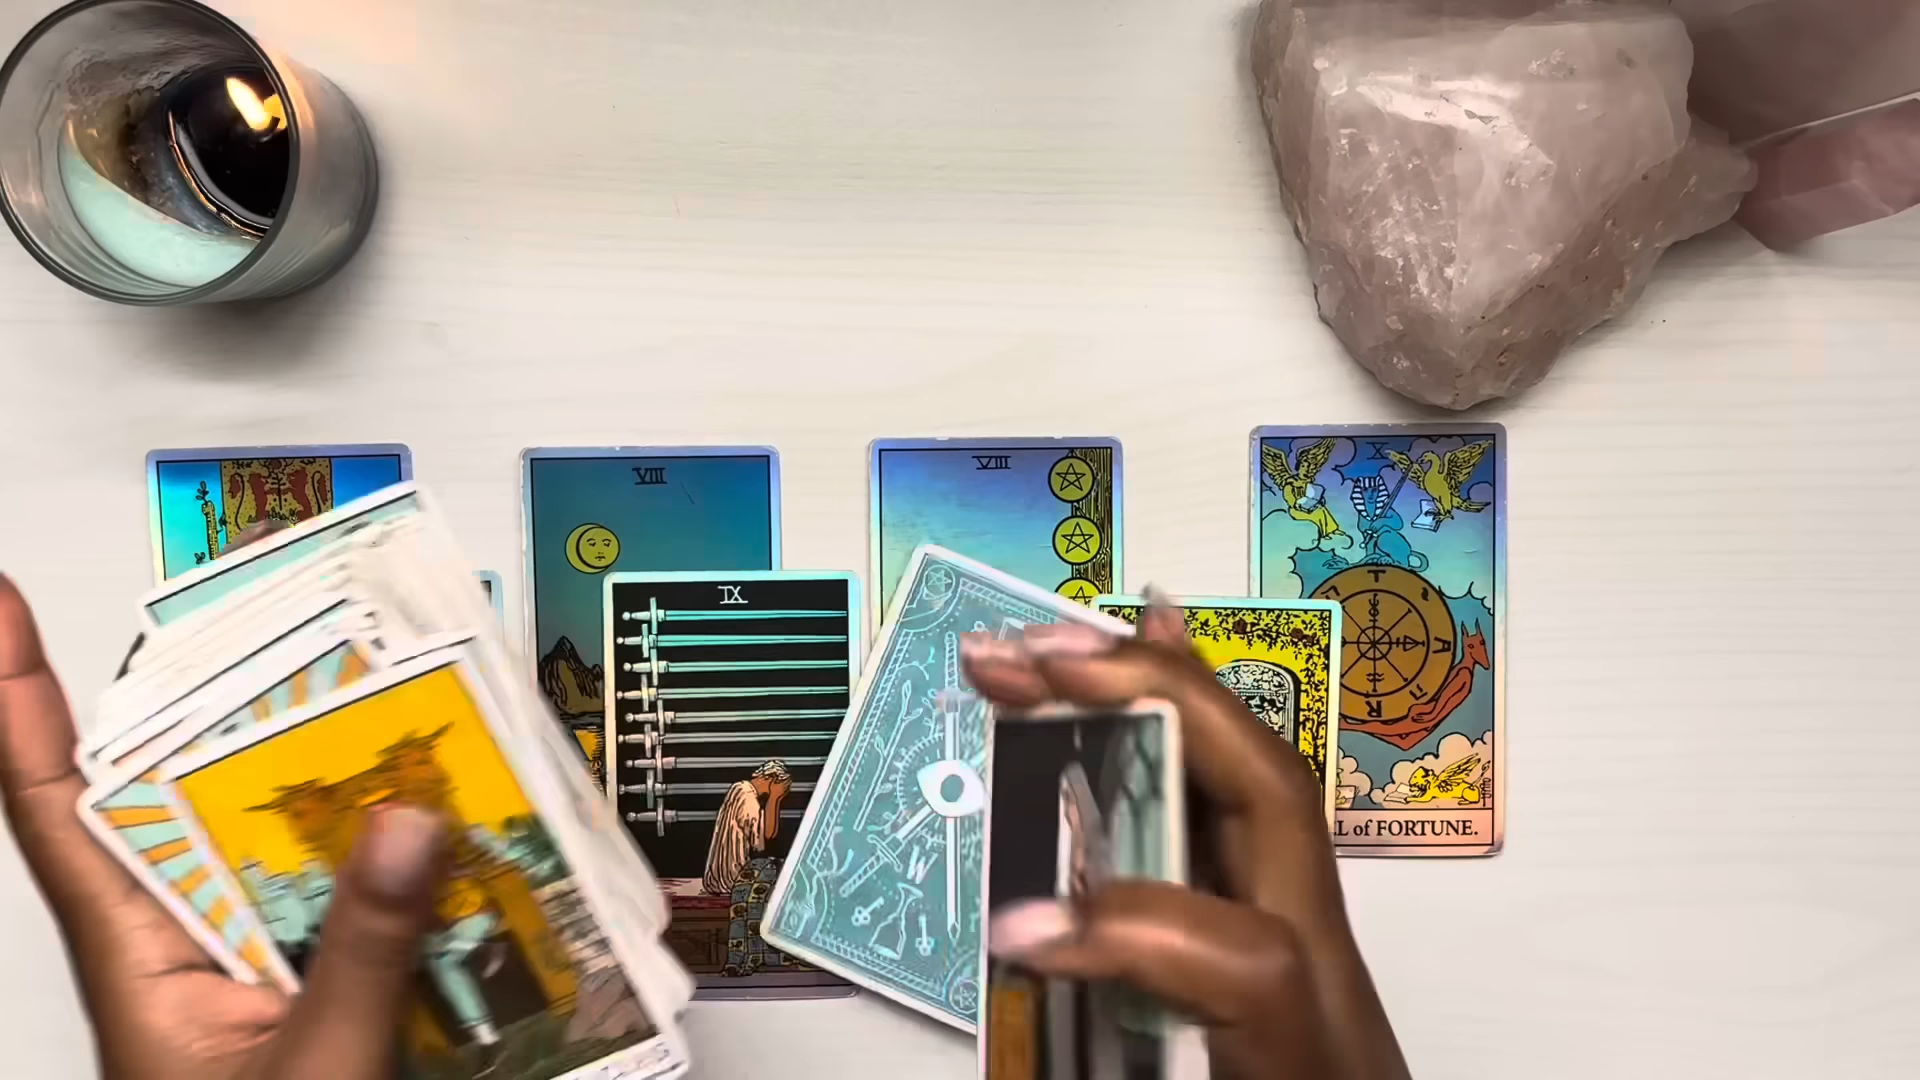 VIII
VIII
X
IX
L of FORTUNE.
W